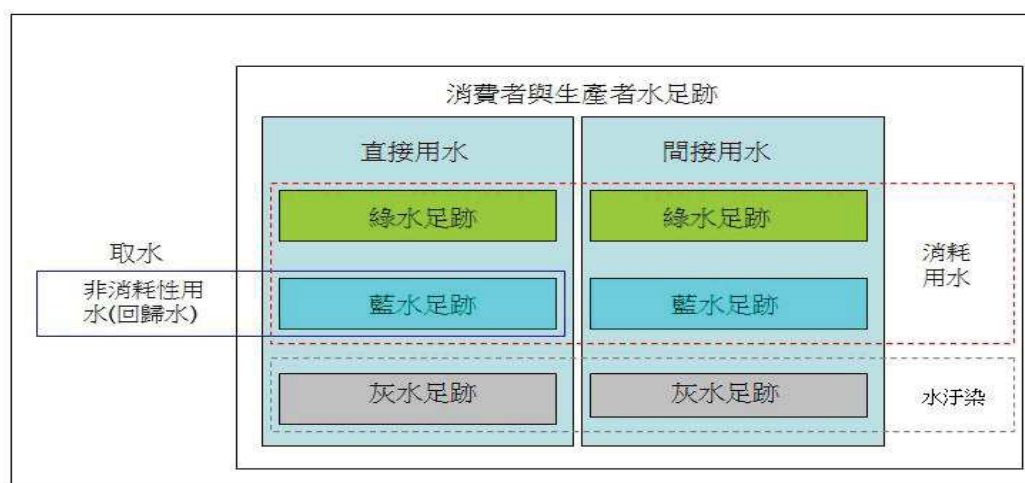 消費者與生產者水足跡
直接用水
間接用水
綠水足跡
綠水足跡
取水
消耗
用水
非消耗性用
水(回歸水)
藍水足跡
藍水足跡
灰水足跡
灰水足跡
水汙染